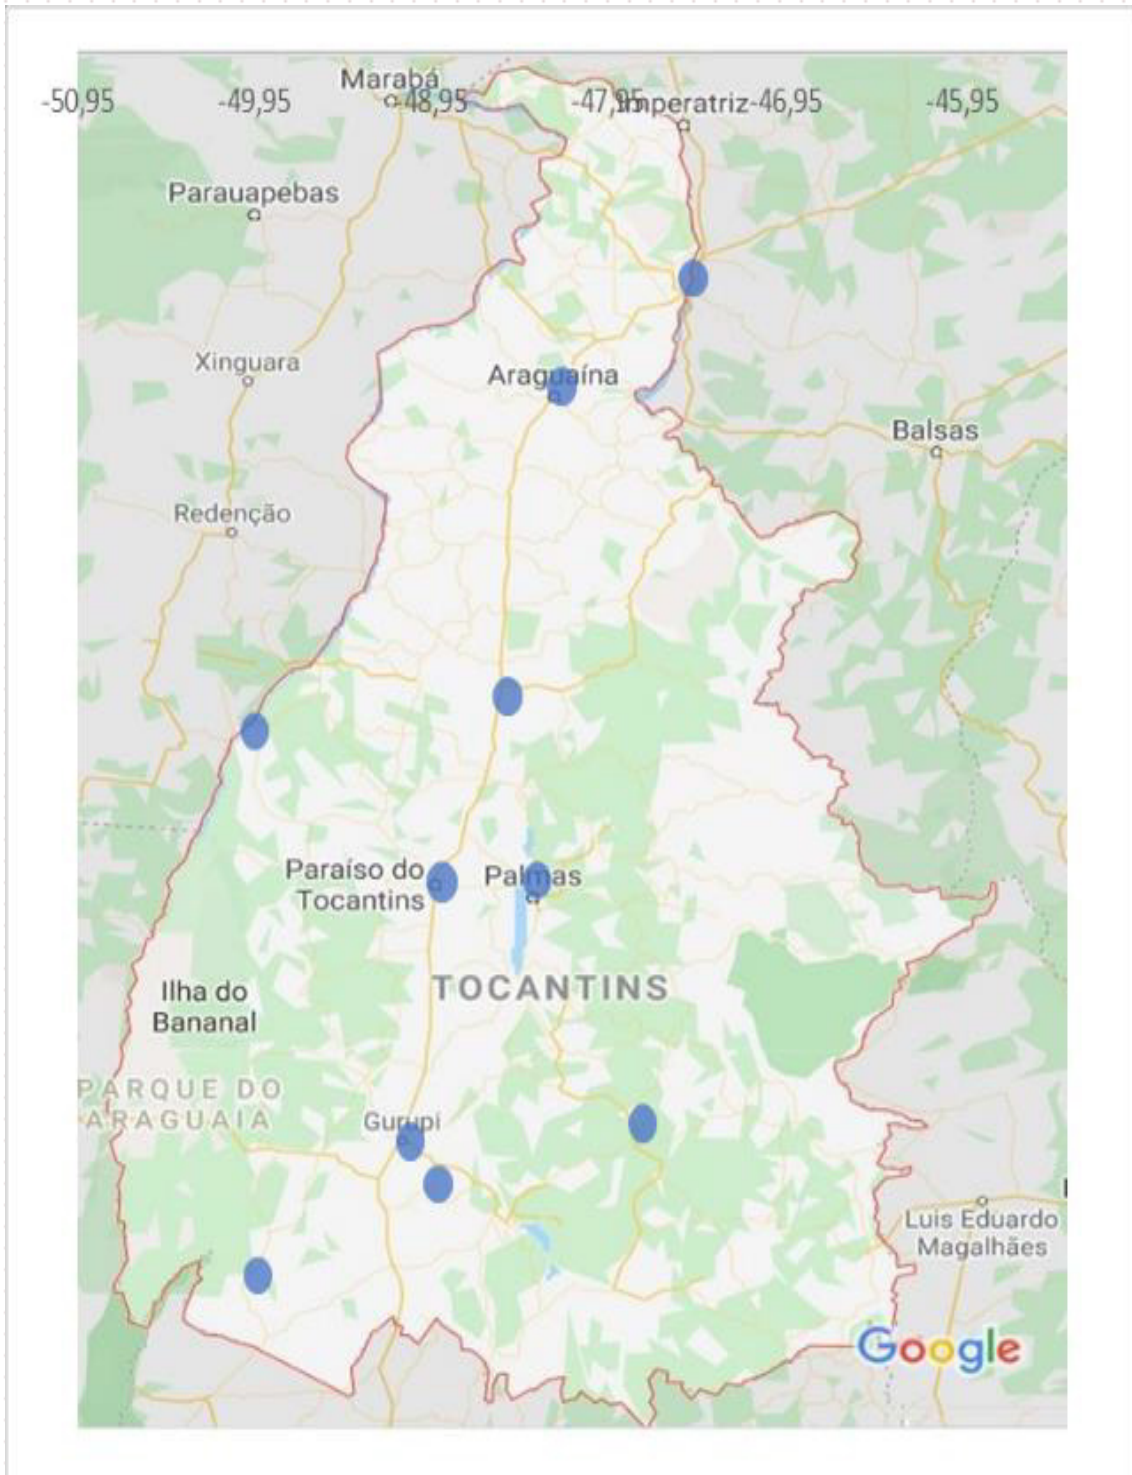 Marabá
-50,95 -49,95 -48,95 -47,95 -46,95 -45,95
Imperatriz
Parauapebas
Xinguara
Araguaína
Balsas
Redenção
Paraíso do
Tocantins
Palmas
TOCANTINS
Ilha do
Bananal
PARQUE DO
ARAGUAIA
Gurupi
Luis Eduardo
Magalhães
Google